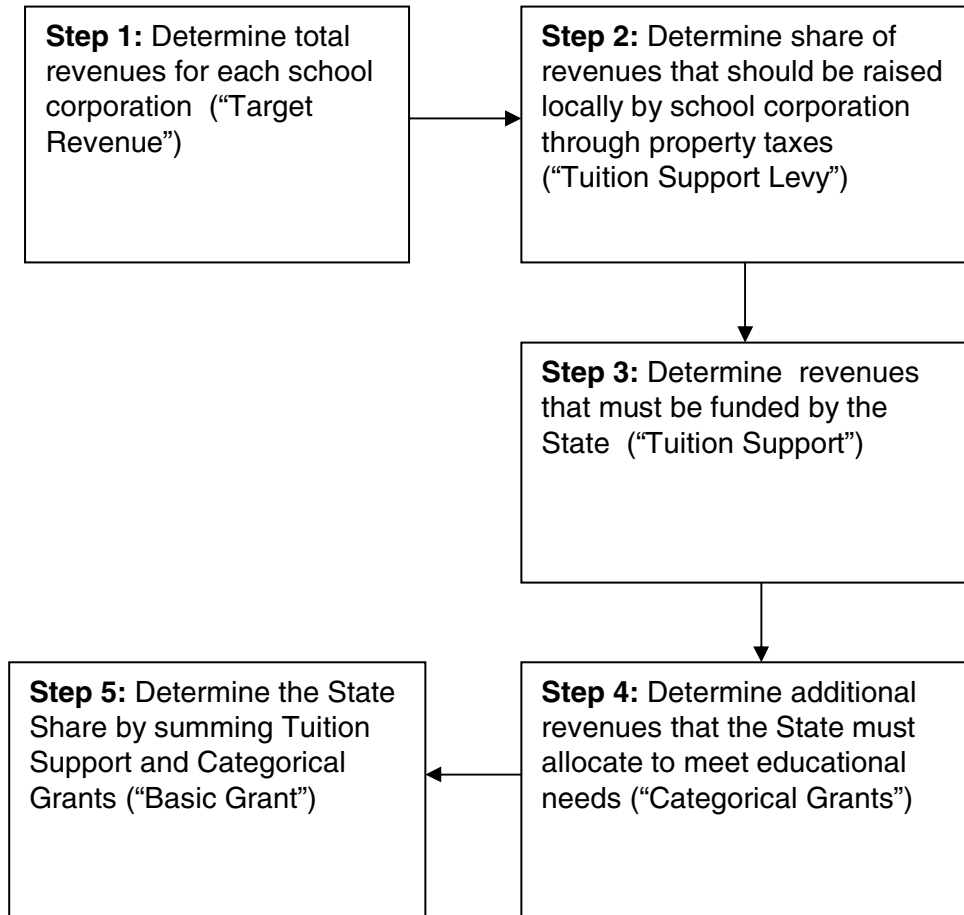 Step 1: Determine total
revenues for each school
corporation (“Target
Revenue”)
Step 2: Determine share of
revenues that should be raised
locally by school corporation
through property taxes
(“Tuition Support Levy”)
Step 3: Determine revenues
that must be funded by the
State (“Tuition Support”)
Step 4: Determine additional
revenues that the State must
allocate to meet educational
needs (“Categorical Grants”)
Step 5: Determine the State
Share by summing Tuition
Support and Categorical
Grants (“Basic Grant”)